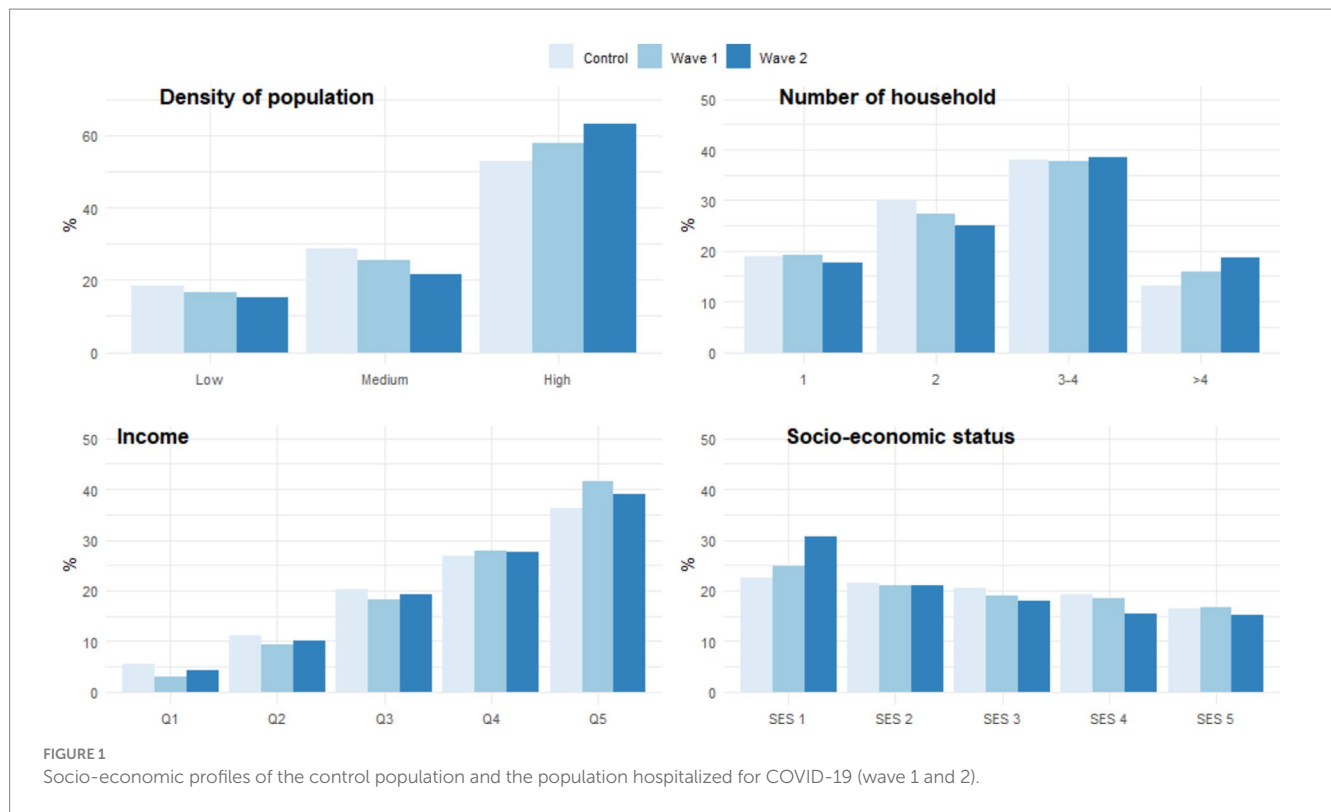 Control Wave 1 Wave 2
Density of population
%
60
40
20
0
Low Medium High
Number of household
%
50
40
30
20
10
0
1 2 3-4 >4
Income
%
50
40
30
20
10
0
Q1 Q2 Q3 Q4 Q5
Socio-economic status
%
50
40
30
20
10
0
SES 1 SES 2 SES 3 SES 4 SES 5
FIGURE 1
Socio-economic profiles of the control population and the population hospitalized for COVID-19 (wave 1 and 2).